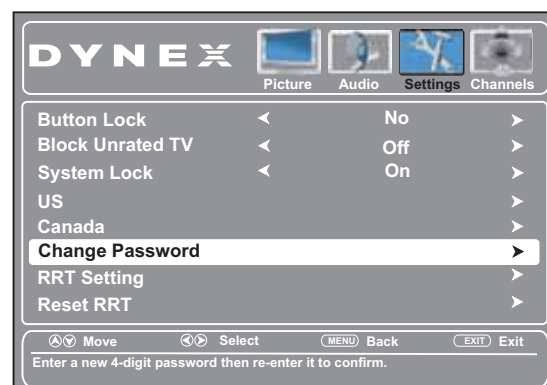 DYNEX
Picture Audio Settings Channels
Button Lock No
Block Unrated TV Off
System Lock On
US
Canada
Change Password
RRT Setting
Reset RRT
Move Select MENU Back EXIT Exit
Enter a new 4-digit password then re-enter it to confirm.